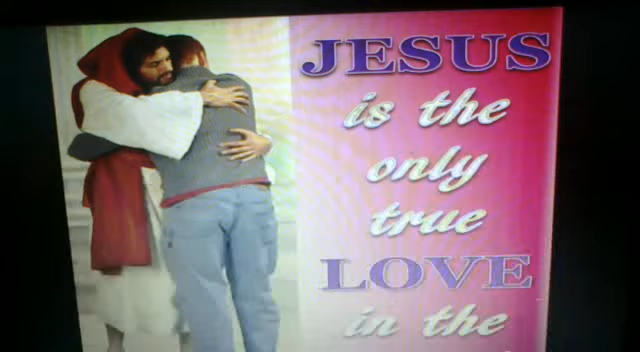 JESUS
is the
only
true
LOVE
in the